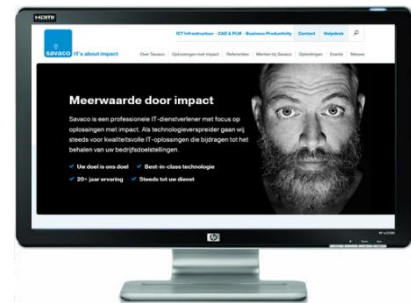 HDMI
ICT Infrastructuur CAD & PLM Business Productivity Contact Helpdesk
savaco IT's about impact
Over Savaco Oplossingen met impact Referenties Werken bij Savaco Opleidingen Events Nieuws
Meerwaarde door impact
Savaco is een professionele IT-dienstverlener met focus op
oplossingen met impact. Als technologieverspreider gaan wij
steeds voor kwaliteitsvolle IT-oplossingen die bijdragen tot het
behalen van uw bedrijfsdoelstellingen.
Uw doel is ons doel Best-in-class technologie
20+ jaar ervaring Steeds tot uw dienst
hp